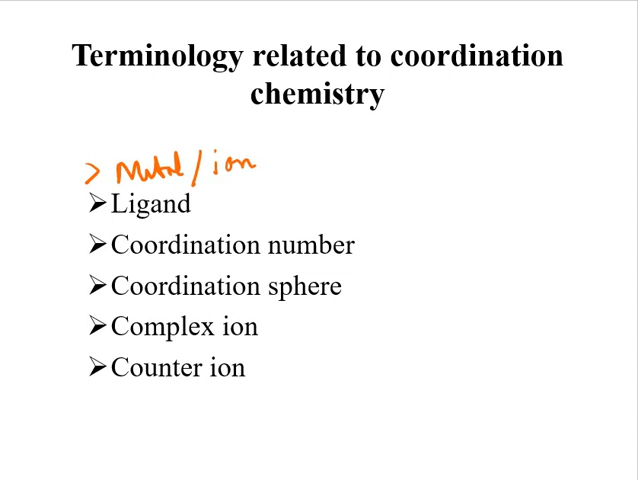 Terminology related to coordination
chemistry
> Metal/ion
➢Ligand
➢Coordination number
➢Coordination sphere
➢Complex ion
➢Counter ion